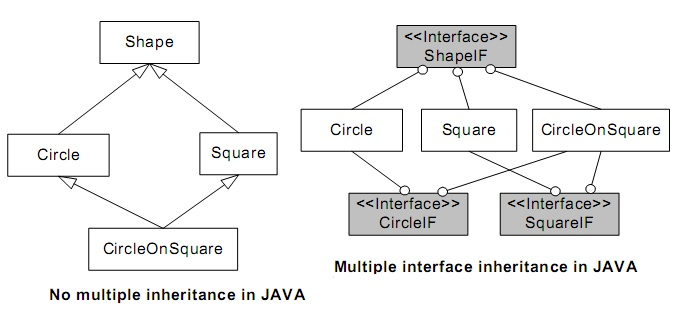 Shape
Circle
Square
CircleOnSquare
No multiple inheritance in JAVA
<<Interface>>
ShapeIF
Circle
Square
CircleOnSquare
<<Interface>>
CircleIF
<<Interface>>
SquareIF
Multiple interface inheritance in JAVA